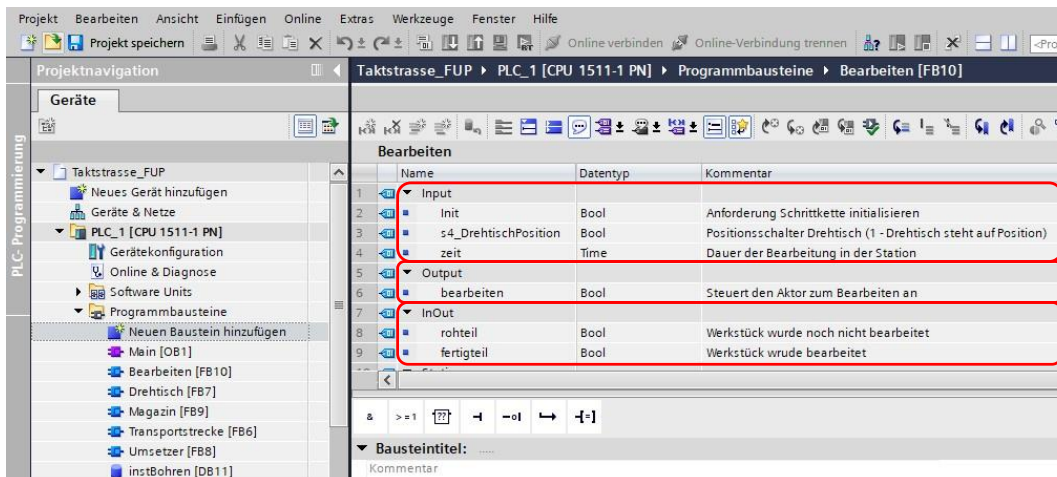 Projekt Bearbeiten Ansicht Einfügen Online Extras Werkzeuge Fenster Hilfe
Projekt speichern Online verbinden Online-Verbindung trennen
Projektnavigation
Taktstrasse_FUP PLC_1 [CPU 1511-1 PN] Programmbausteine Bearbeiten [FB10]
Geräte
PLC-Programmierung
Taktstrasse_FUP
Neues Gerät hinzufügen
Geräte & Netze
PLC_1 [CPU 1511-1 PN]
Gerätekonfiguration
Online & Diagnose
Software Units
Programmbausteine
Neuen Baustein hinzufügen
Main [OB1]
Bearbeiten [FB10]
Drehtisch [FB7]
Magazin [FB9]
Transportstrecke [FB6]
Umsetzer [FB8]
instBohren [DB11]
Bearbeiten
Name Datentyp Kommentar
1 Input
2 Init Bool Anforderung Schrittkette initialisieren
3 s4_DrehtischPosition Bool Positionsschalter Drehtisch (1 - Drehtisch steht auf Position)
4 zeit Time Dauer der Bearbeitung in der Station
5 Output
6 bearbeiten Bool Steuert den Aktor zum Bearbeiten an
7 InOut
8 rohteil Bool Werkstück wurde noch nicht bearbeitet
9 fertigteil Bool Werkstück wrude bearbeitet
& >=1 ??
Bausteintitel: .....
Kommentar